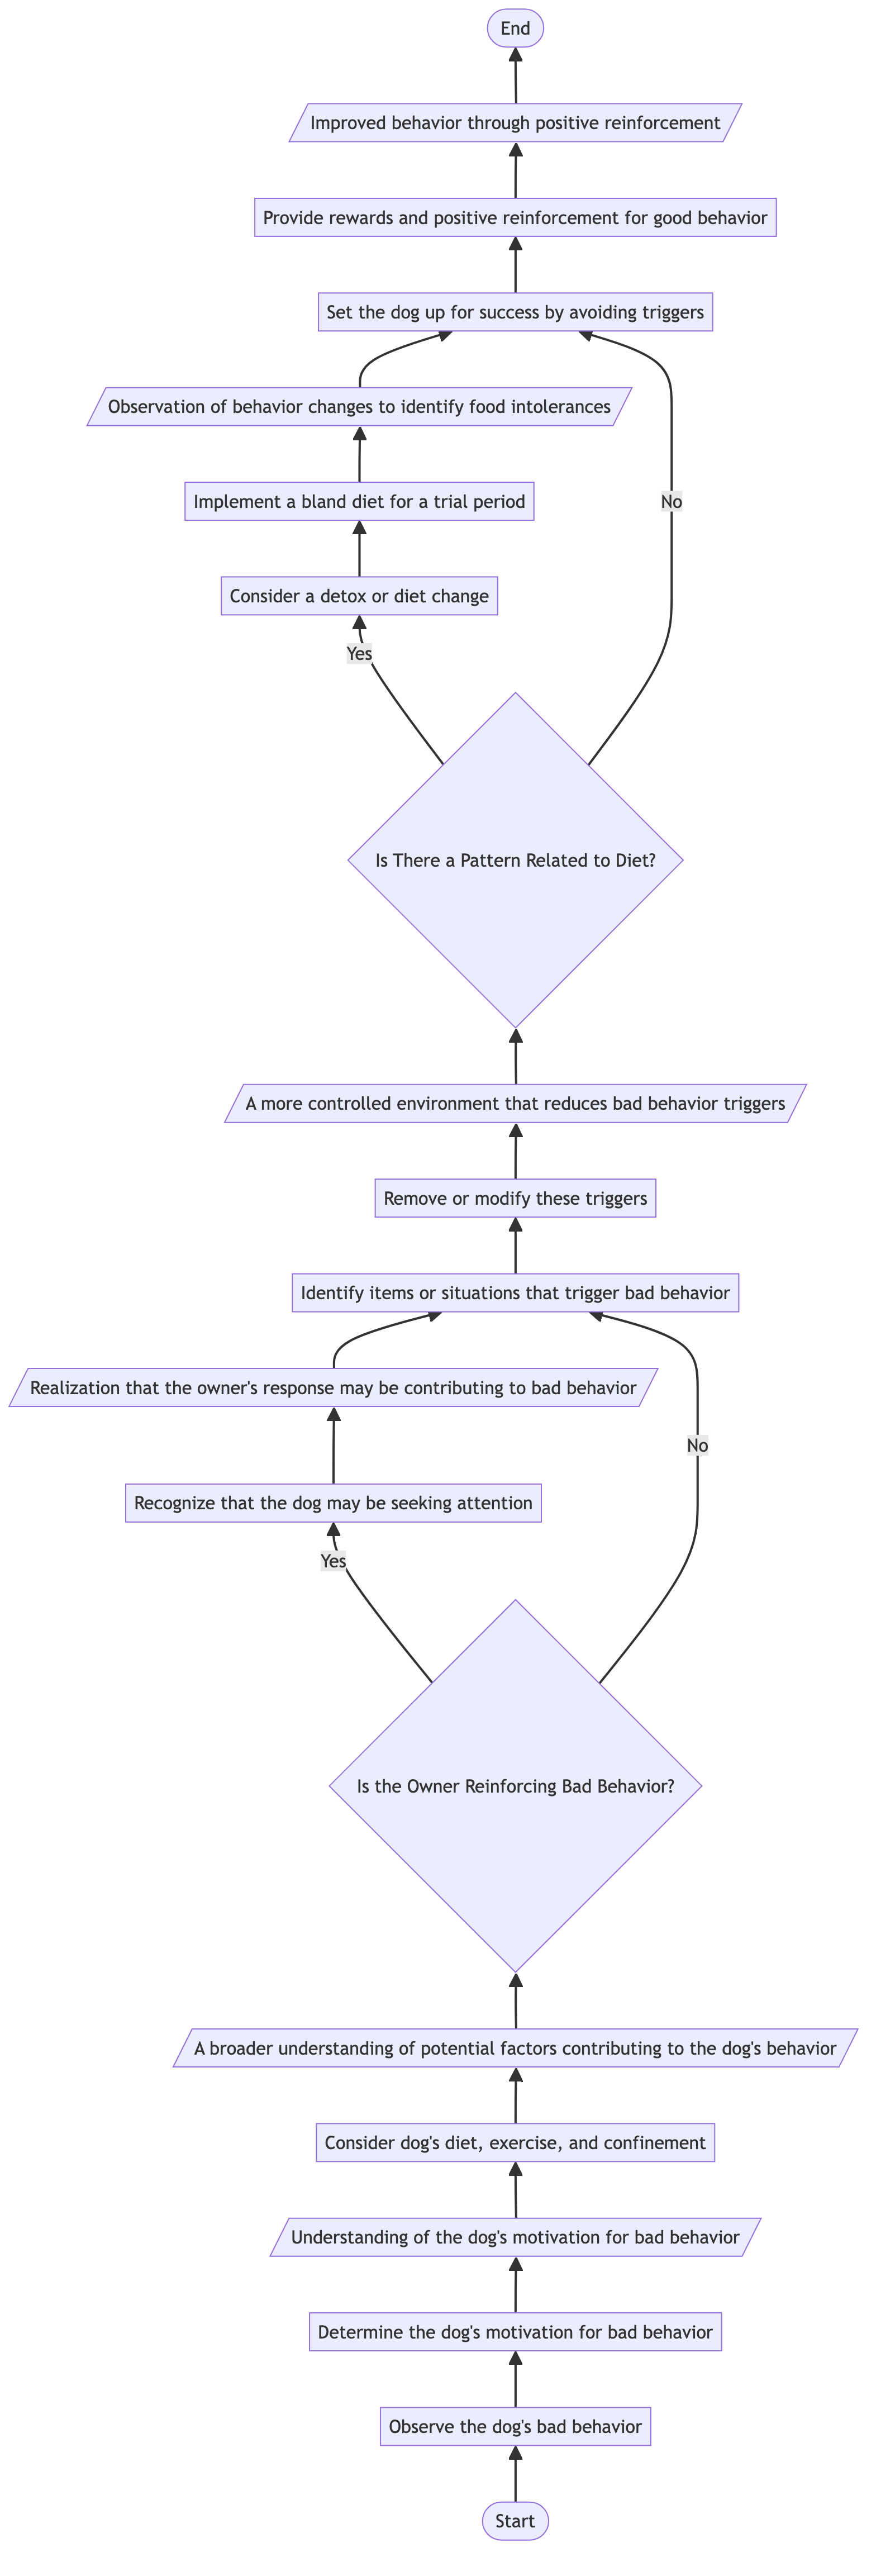 End
Improved behavior through positive reinforcement
Provide rewards and positive reinforcement for good behavior
Set the dog up for success by avoiding triggers
Observation of behavior changes to identify food intolerances
Implement a bland diet for a trial period
No
Consider a detox or diet change
Yes
Is There a Pattern Related to Diet?
A more controlled environment that reduces bad behavior triggers
Remove or modify these triggers
Identify items or situations that trigger bad behavior
Realization that the owner's response may be contributing to bad behavior
No
Recognize that the dog may be seeking attention
Yes
Is the Owner Reinforcing Bad Behavior?
A broader understanding of potential factors contributing to the dog's behavior
Consider dog's diet, exercise, and confinement
Understanding of the dog's motivation for bad behavior
Determine the dog's motivation for bad behavior
Observe the dog's bad behavior
Start